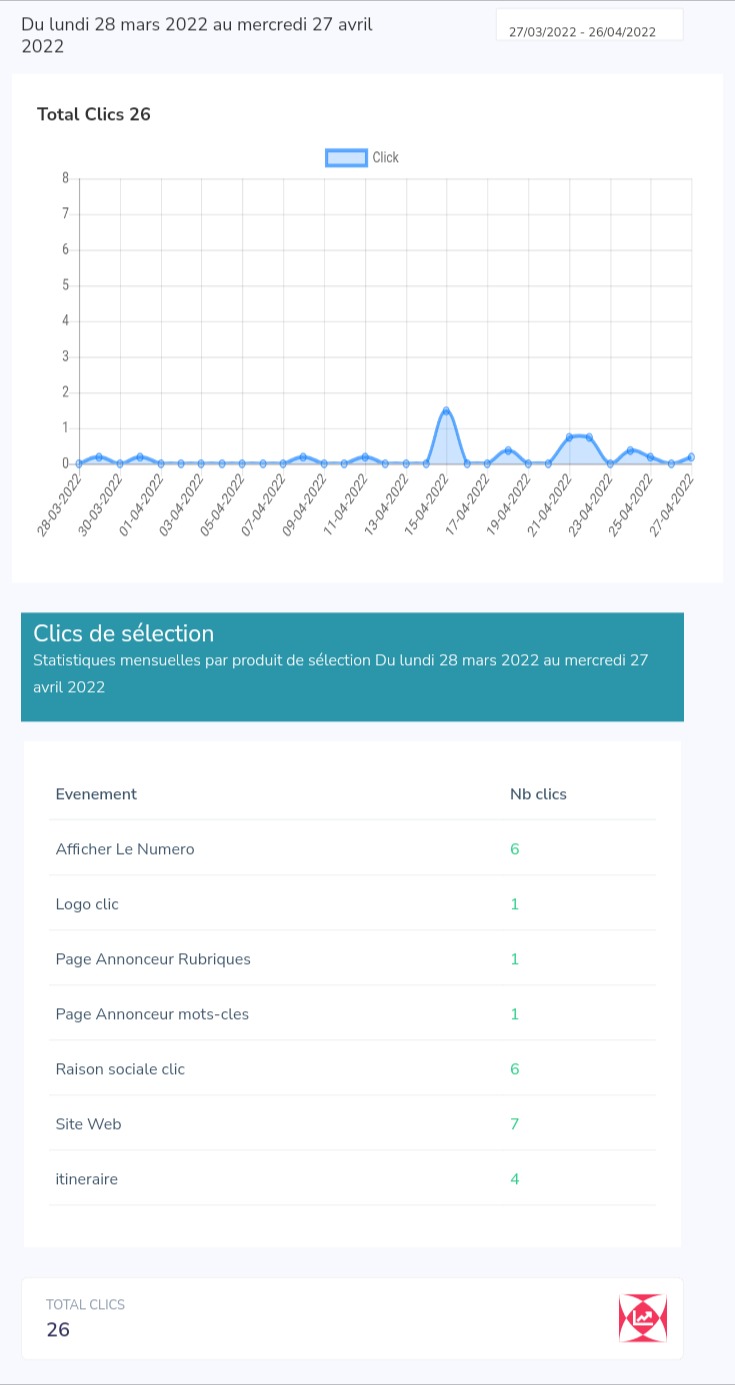 Du lundi 28 mars 2022 au mercredi 27 avril
2022
27/03/2022 - 26/04/2022
Total Clics 26
Click
8
7
6
5
4
3
2
1
0
28-03-2022
30-03-2022
01-04-2022
03-04-2022
05-04-2022
07-04-2022
09-04-2022
11-04-2022
13-04-2022
15-04-2022
17-04-2022
19-04-2022
21-04-2022
23-04-2022
25-04-2022
27-04-2022
Clics de sélection
Statistiques mensuelles par produit de sélection Du lundi 28 mars 2022 au mercredi 27
avril 2022
Evenement Nb clics
Afficher Le Numero 6
Logo clic 1
Page Annonceur Rubriques 1
Page Annonceur mots-cles 1
Raison sociale clic 6
Site Web 7
itineraire 4
TOTAL CLICS
26